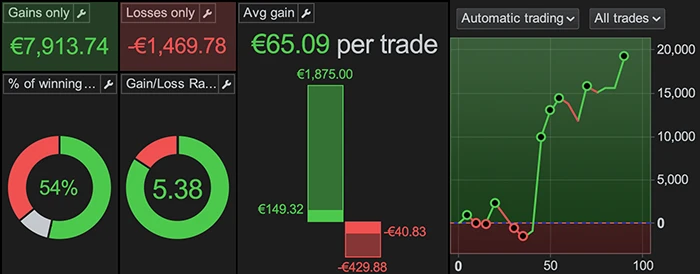 Gains only
€7,913.74
Losses only
-€1,469.78
% of winning ...
54%
Gain/Loss Ra...
5.38
Avg gain
€65.09 per trade
€1,875.00
€149.32
-€40.83
-€429.88
Automatic trading
All trades
20,000
15,000
10,000
5,000
0
0
50
100